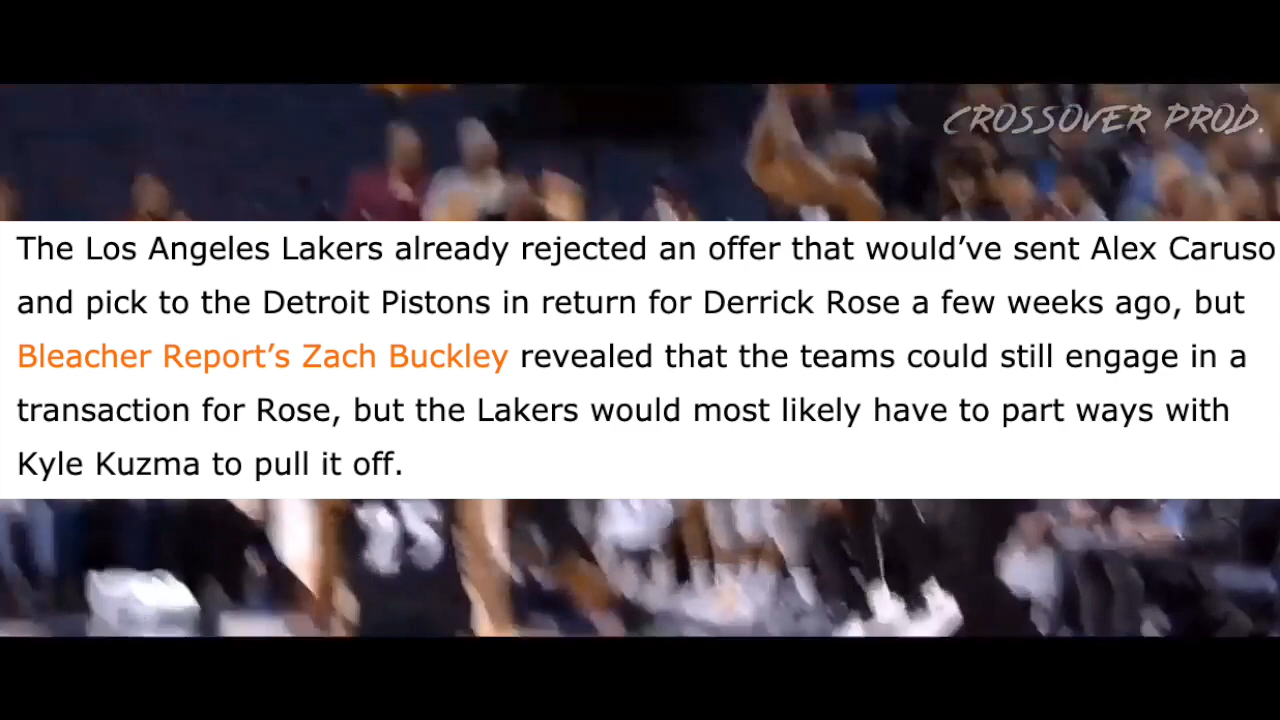 CROSSOVER PROD.
The Los Angeles Lakers already rejected an offer that would’ve sent Alex Caruso
and pick to the Detroit Pistons in return for Derrick Rose a few weeks ago, but
Bleacher Report’s Zach Buckley revealed that the teams could still engage in a
transaction for Rose, but the Lakers would most likely have to part ways with
Kyle Kuzma to pull it off.